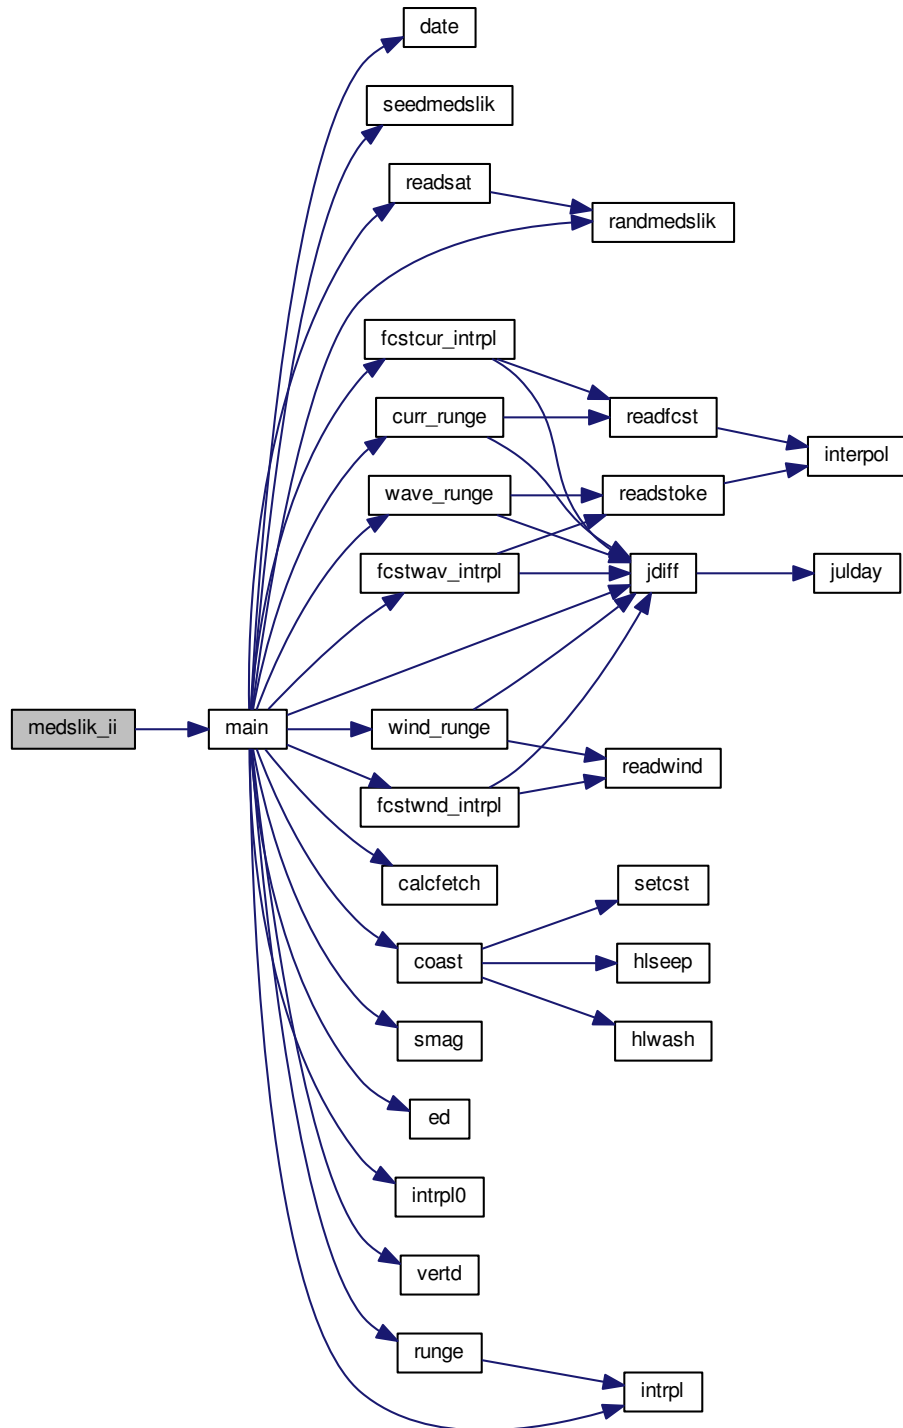 date
seedmedslik
readsat
randmedslik
fcstcur_intrpl
curr_runge
readfcst
interpol
wave_runge
readstoke
fcstwav_intrpl
jdiff
julday
medslik_ii
main
wind_runge
readwind
fcstwnd_intrpl
calcfetch
setcst
coast
hlseep
smag
hlwash
ed
intrpl0
vertd
runge
intrpl